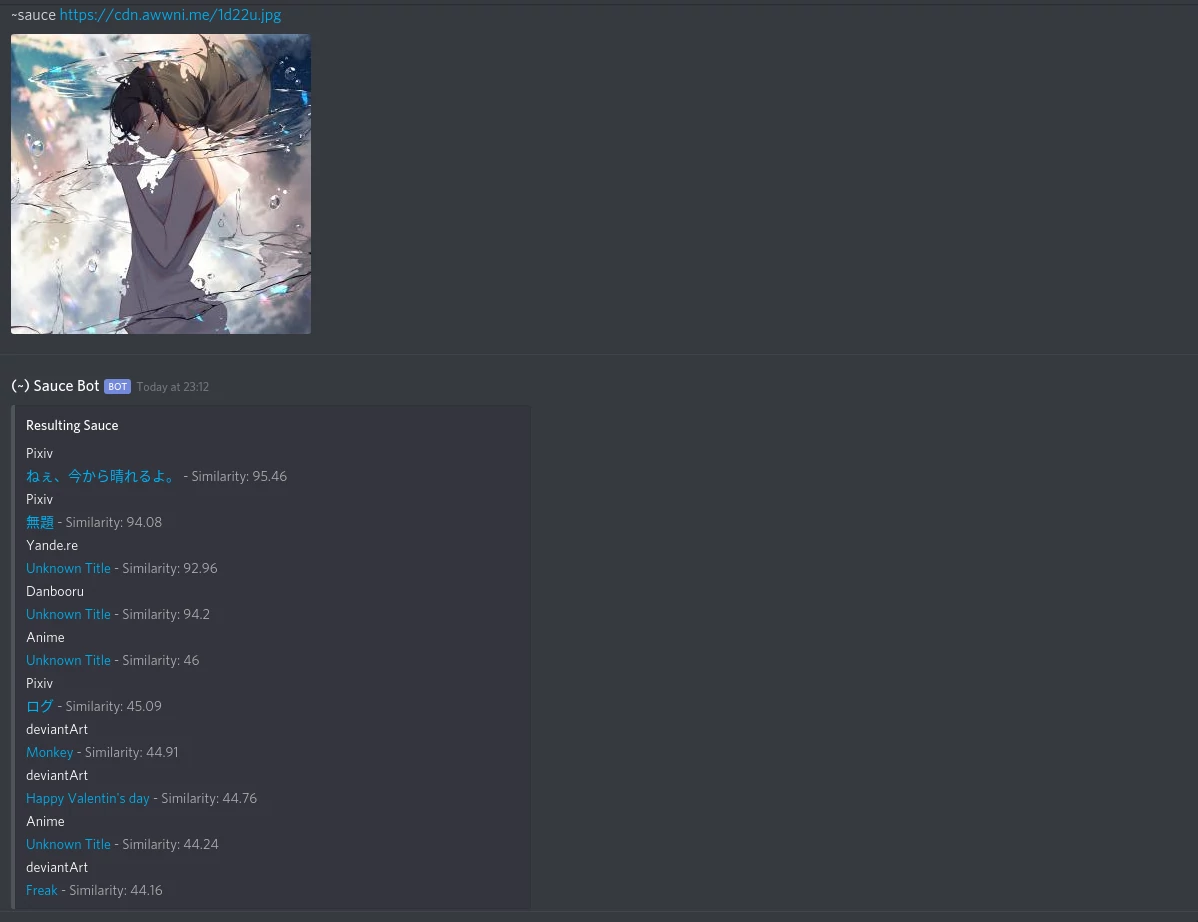 ~sauce https://cdn.awwni.me/1d22u.jpg
(~) Sauce Bot BOT Today at 23:12
Resulting Sauce
Pixiv
ねぇ、今から晴れるよ。 - Similarity: 95.46
Pixiv
無題 - Similarity: 94.08
Yande.re
Unknown Title - Similarity: 92.96
Danbooru
Unknown Title - Similarity: 94.2
Anime
Unknown Title - Similarity: 46
Pixiv
ログ - Similarity: 45.09
deviantArt
Monkey - Similarity: 44.91
deviantArt
Happy Valentin's day - Similarity: 44.76
Anime
Unknown Title - Similarity: 44.24
deviantArt
Freak - Similarity: 44.16